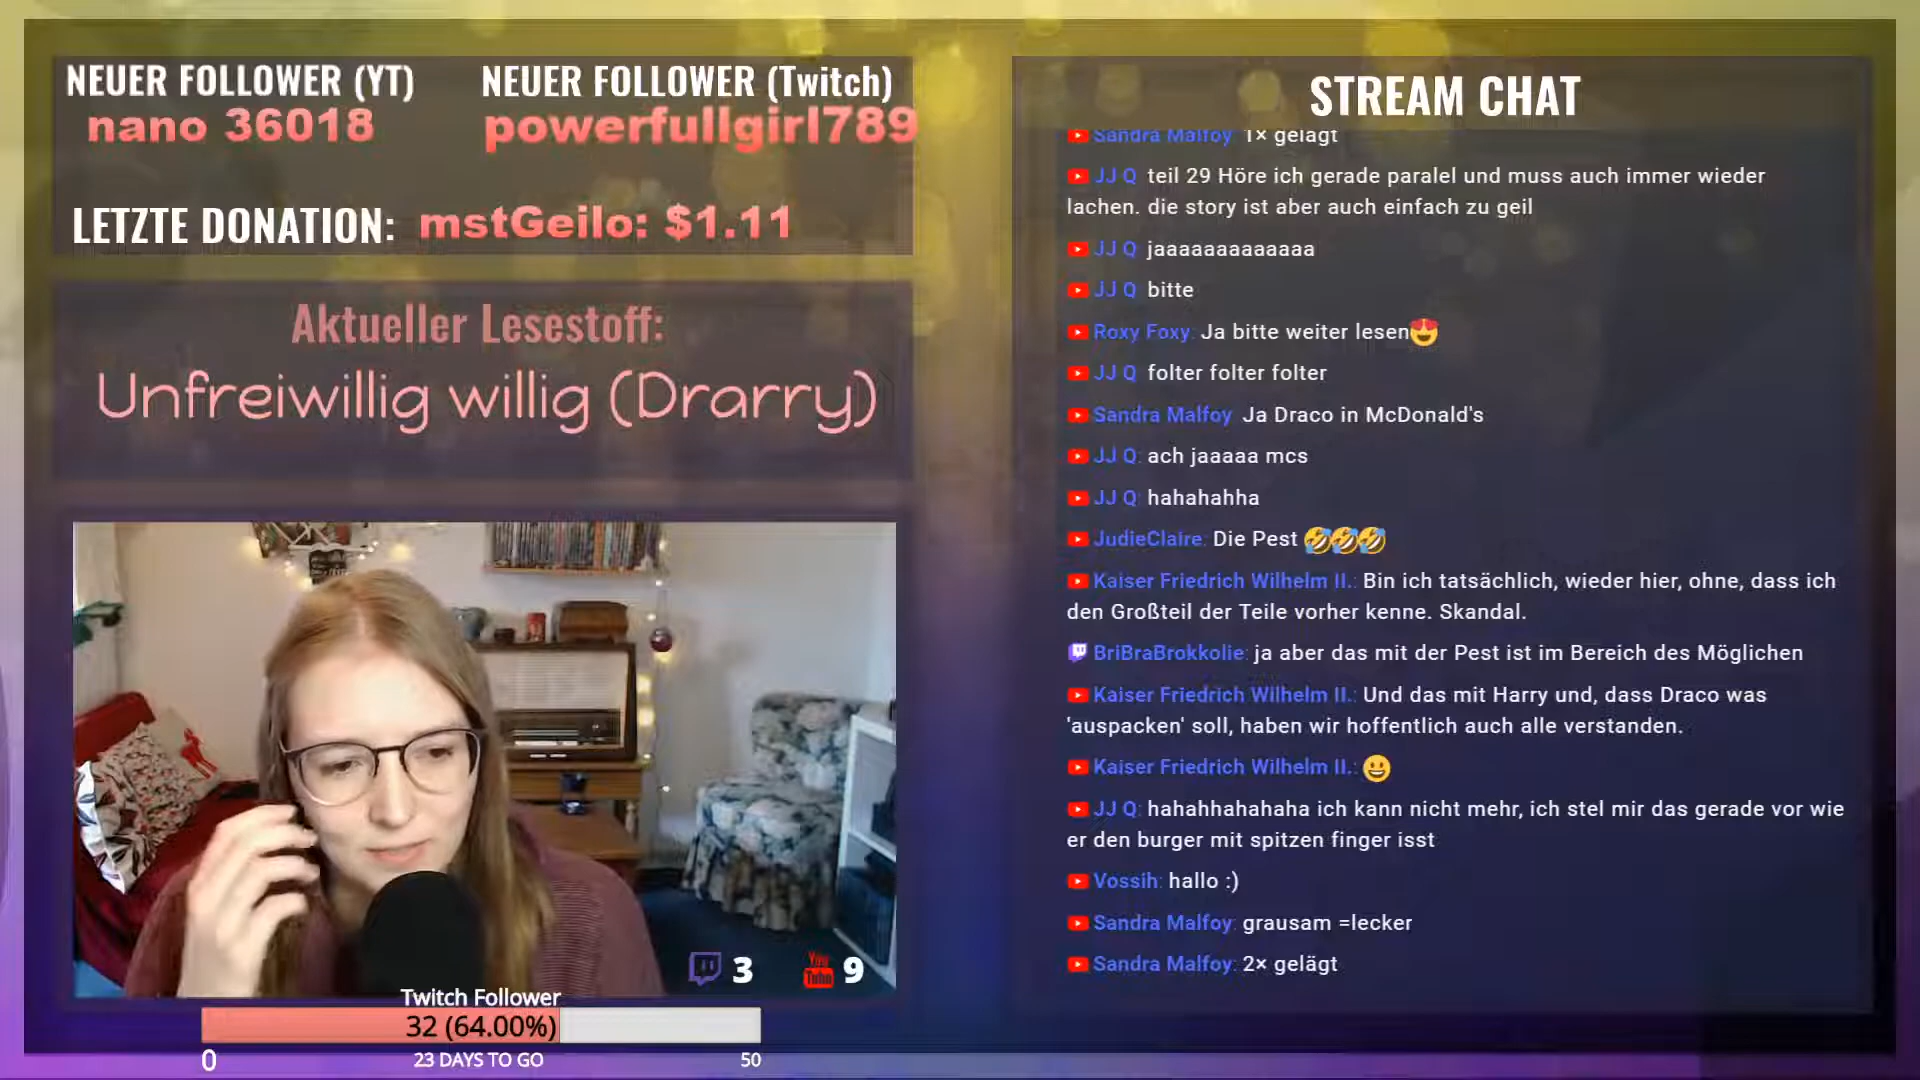 NEUER FOLLOWER (YT)
nano 36018
NEUER FOLLOWER (Twitch)
powerfullgirl789
LETZTE DONATION: mstGeilo: $1.11
Aktueller Lesestoff:
Unfreiwillig willig (Drarry)
Twitch Follower
32 (64.00%)
0
23 DAYS TO GO
50
3
You
Tube
9
STREAM CHAT
Sandra Malfoy: 1× gelägt
JJ Q: teil 29 Höre ich gerade paralel und muss auch immer wieder
lachen. die story ist aber auch einfach zu geil
JJ Q: jaaaaaaaaaaaaa
JJ Q: bitte
Roxy Foxy: Ja bitte weiter lesen😍
JJ Q: folter folter folter
Sandra Malfoy: Ja Draco in McDonald's
JJ Q: ach jaaaaa mcs
JJ Q: hahahahha
JudieClaire: Die Pest 🤣🤣🤣
Kaiser Friedrich Wilhelm II.: Bin ich tatsächlich, wieder hier, ohne, dass ich
den Großteil der Teile vorher kenne. Skandal.
BriBraBrokkolie: ja aber das mit der Pest ist im Bereich des Möglichen
Kaiser Friedrich Wilhelm II.: Und das mit Harry und, dass Draco was
'auspacken' soll, haben wir hoffentlich auch alle verstanden.
Kaiser Friedrich Wilhelm II.: 😀
JJ Q: hahahhahahaha ich kann nicht mehr, ich stel mir das gerade vor wie
er den burger mit spitzen finger isst
Vossih: hallo :)
Sandra Malfoy: grausam =lecker
Sandra Malfoy: 2× gelägt